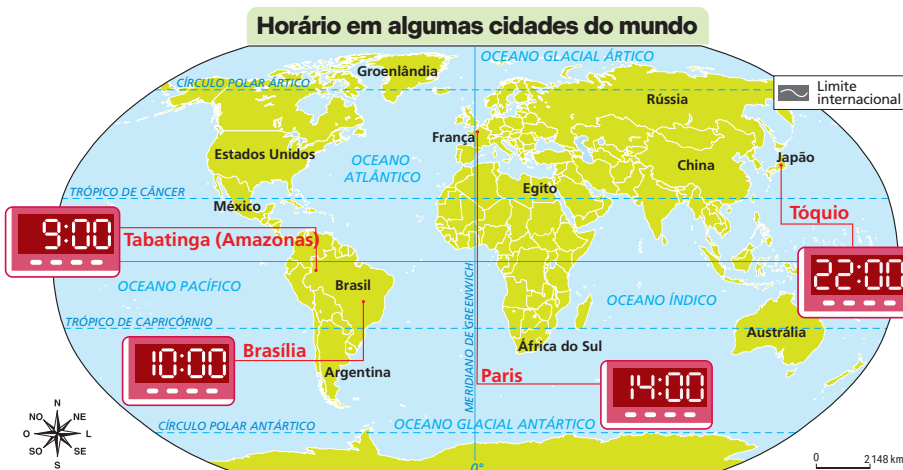 Horário em algumas cidades do mundo
OCEANO GLACIAL ÁRTICO
Groenlândia
CÍRCULO POLAR ÁRTICO
Limite
internacional
Rússia
França
Estados Unidos
OCEANO
ATLÂNTICO
China
Japão
Egito
TRÓPICO DE CÂNCER
México
9:00
Tabatinga (Amazonas)
Tóquio
22:00
OCEANO PACÍFICO
Brasil
OCEANO ÍNDICO
MERIDIANO DE GREENWICH
TRÓPICO DE CAPRICÓRNIO
Austrália
10:00
Brasília
África do Sul
Argentina
Paris
14:00
N
NO NE
O L
SO SE
S
CÍRCULO POLAR ANTÁRTICO
OCEANO GLACIAL ANTÁRTICO
0°
0 2 148 km